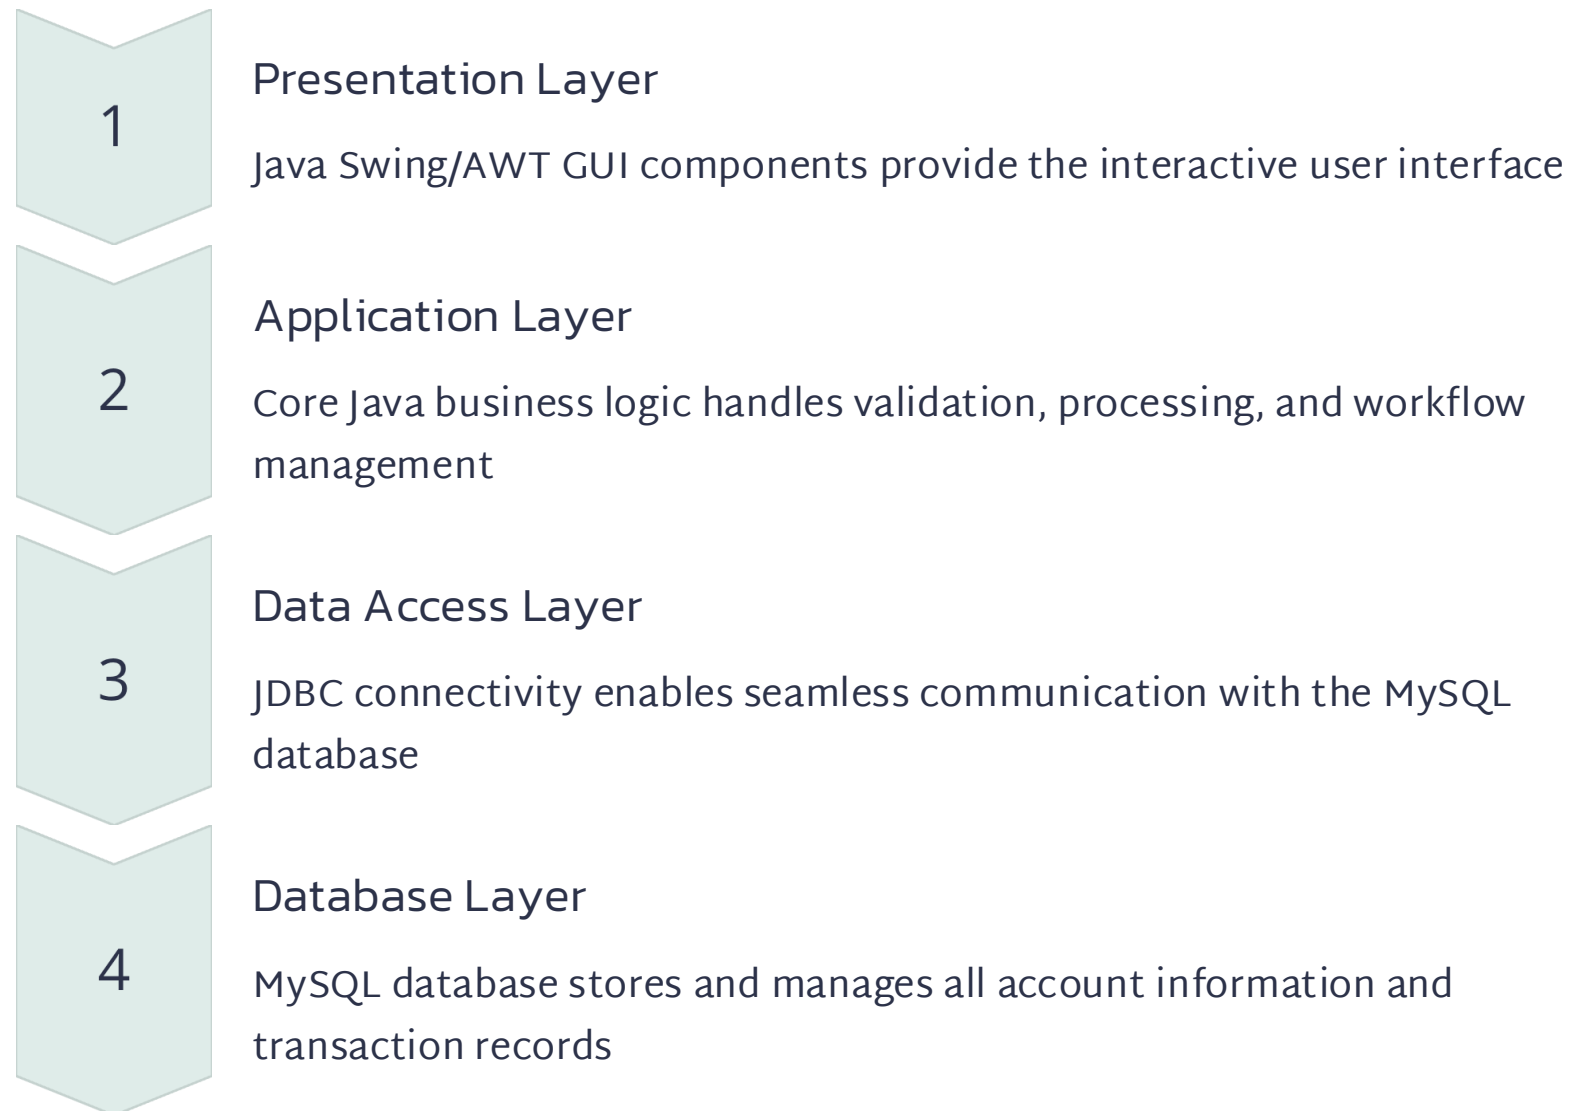 1
Presentation Layer
Java Swing/AWT GUI components provide the interactive user interface
2
Application Layer
Core Java business logic handles validation, processing, and workflow
management
3
Data Access Layer
JDBC connectivity enables seamless communication with the MySQL
database
4
Database Layer
MySQL database stores and manages all account information and
transaction records